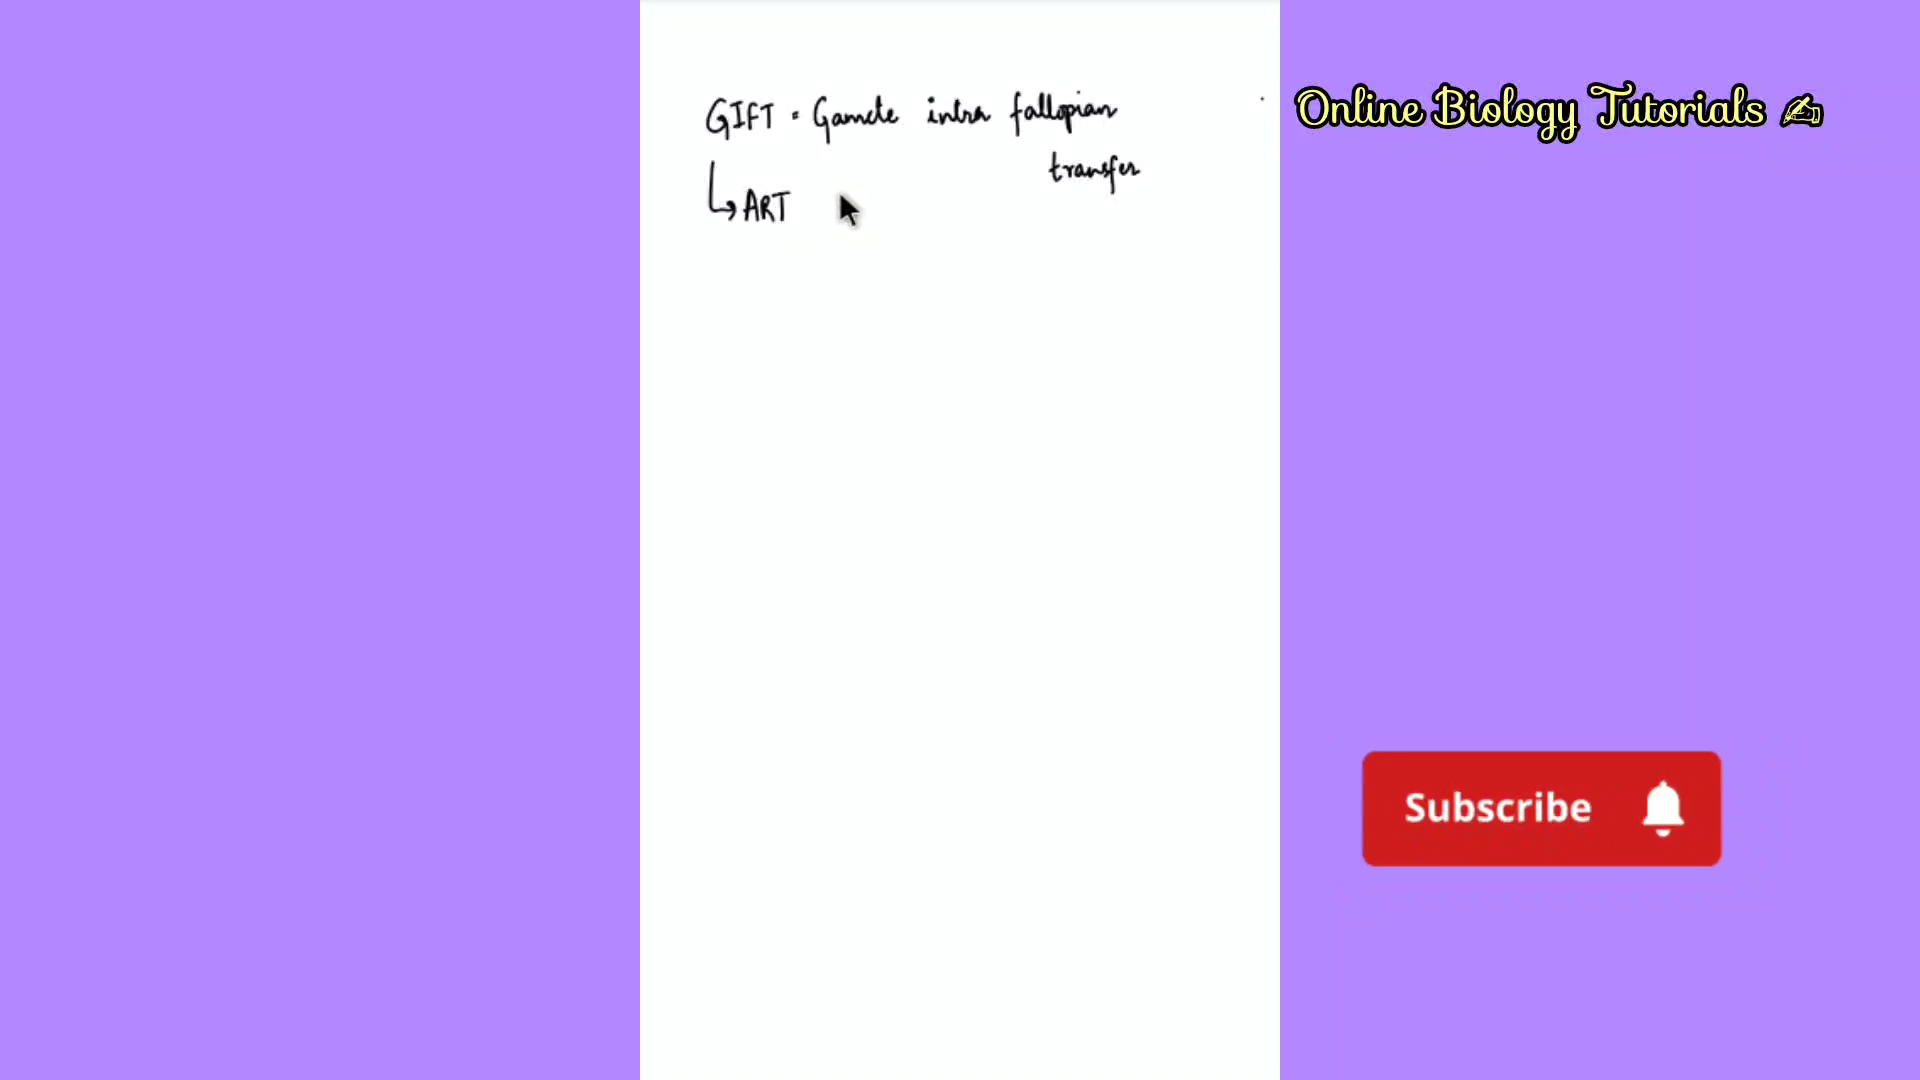 GIFT = Gamete intra fallopian
transfer
ART
Online Biology Tutorials
Subscribe